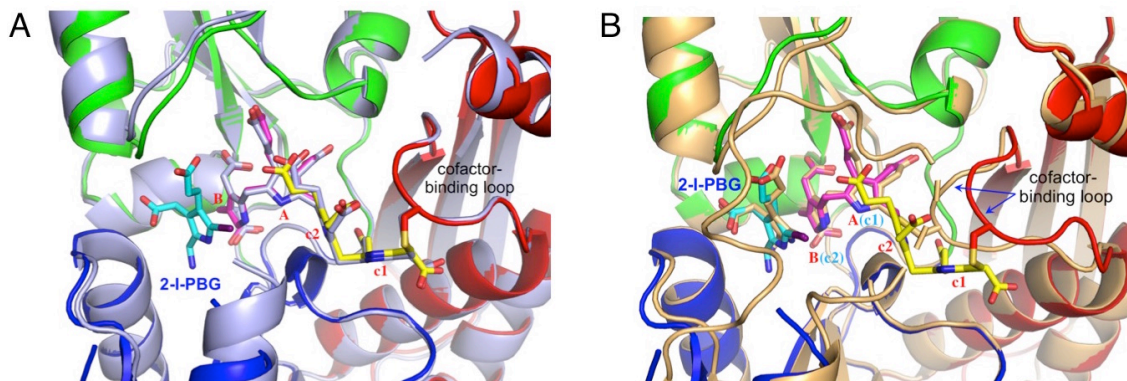 A
cofactor-
binding loop
B
A
c2
2-I-PBG
c1
B
2-I-PBG
cofactor-
binding loop
A(c1)
B(c2)
c2
c1